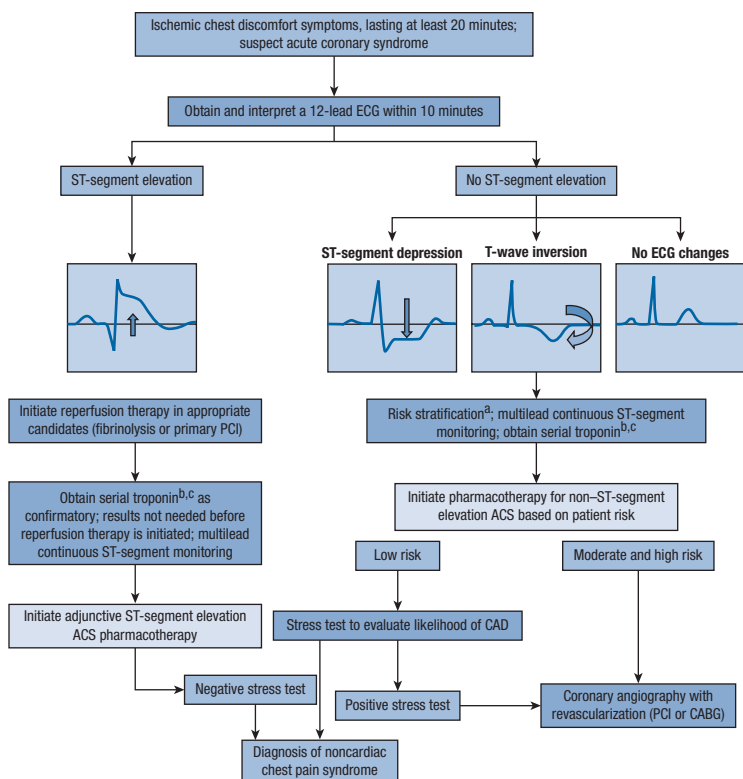 Ischemic chest discomfort symptoms, lasting at least 20 minutes;
suspect acute coronary syndrome
Obtain and interpret a 12-lead ECG within 10 minutes
ST-segment elevation
No ST-segment elevation
ST-segment depression
T-wave inversion
No ECG changes
Initiate reperfusion therapy in appropriate
candidates (fibrinolysis or primary PCI)
Risk stratificationᵃ; multilead continuous ST-segment
monitoring; obtain serial troponinᵇ,ᶜ
Obtain serial troponinᵇ,ᶜ as
confirmatory; results not needed before
reperfusion therapy is initiated; multilead
continuous ST-segment monitoring
Initiate pharmacotherapy for non–ST-segment
elevation ACS based on patient risk
Low risk
Moderate and high risk
Initiate adjunctive ST-segment elevation
ACS pharmacotherapy
Stress test to evaluate likelihood of CAD
Negative stress test
Positive stress test
Coronary angiography with
revascularization (PCI or CABG)
Diagnosis of noncardiac
chest pain syndrome